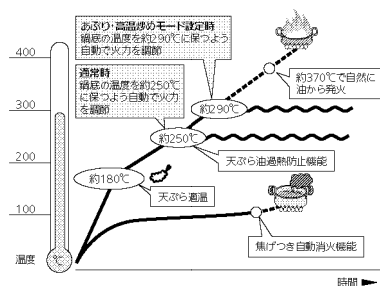 あぶり・高温炒めモード設定時
鍋底の温度を約290℃に保つよう
自動で火力を調節
通常時
鍋底の温度を約250℃
に保つよう自動で火力
を調節
400
300
200
100
温度
℃
約370℃で自然に
油から発火
約290℃
約250℃
天ぷら油過熱防止機能
約180℃
天ぷら適温
焦げつき自動消火機能
時間